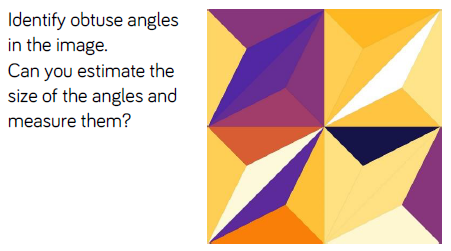 Identify obtuse angles
in the image.
Can you estimate the
size of the angles and
measure them?